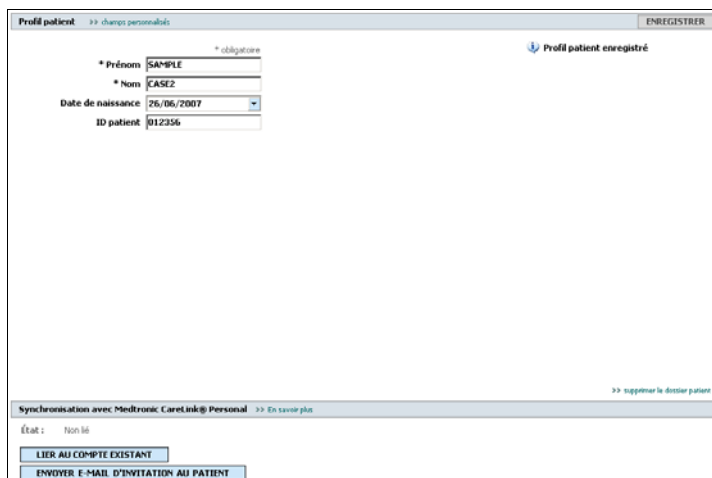 Profil patient >> champs personnalisés ENREGISTRER
* obligatoire
Profil patient enregistré
* Prénom SAMPLE
* Nom CASE2
Date de naissance 26/06/2007
ID patient 012356
>> supprimer le dossier patient
Synchronisation avec Medtronic CareLink® Personal >> En savoir plus
État : Non lié
LIER AU COMPTE EXISTANT
ENVOYER E-MAIL D'INVITATION AU PATIENT